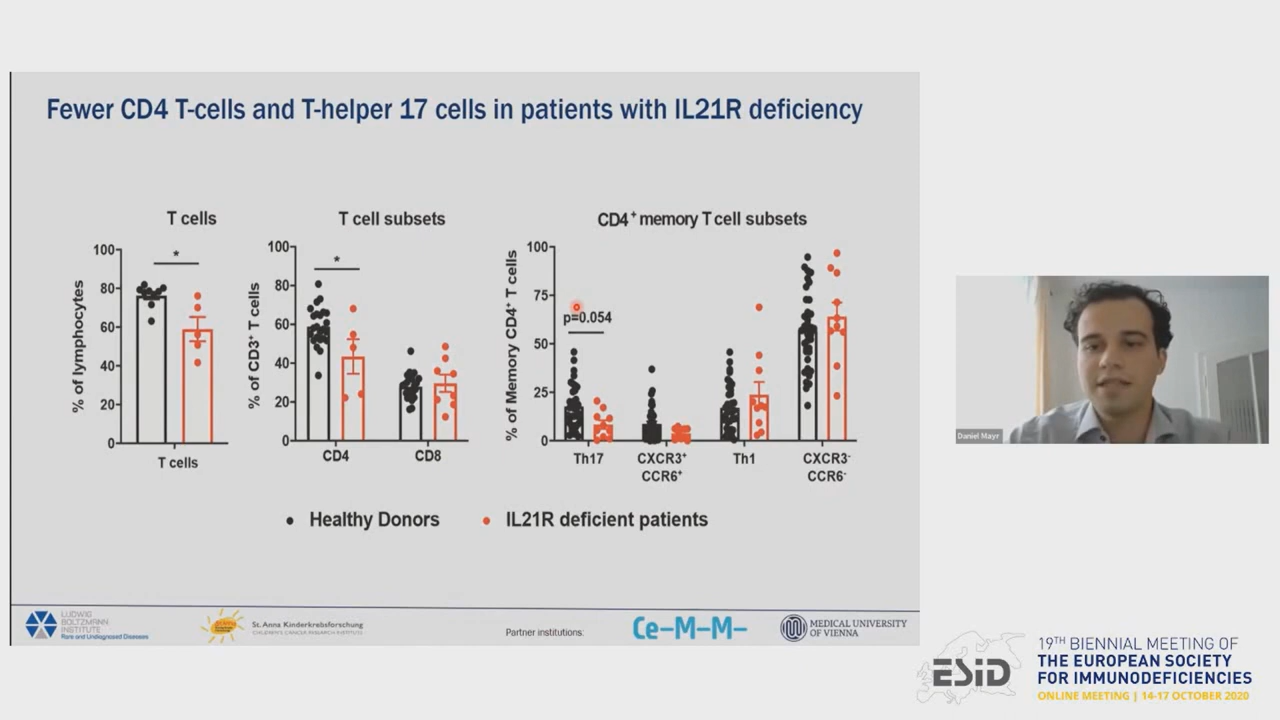 Fewer CD4 T-cells and T-helper 17 cells in patients with IL21R deficiency
T cells
% of lymphocytes
100
80
60
40
20
0
*
T cells
T cell subsets
% of CD3⁺ T cells
100
80
60
40
20
0
*
CD4
CD8
CD4⁺ memory T cell subsets
% of Memory CD4⁺ T cells
100
75
50
25
0
p=0.054
Th17
CXCR3⁺
CCR6⁺
Th1
CXCR3⁻
CCR6⁻
Healthy Donors
IL21R deficient patients
LUDWIG
BOLTZMANN
INSTITUTE
Rare and Undiagnosed Diseases
St. Anna Kinderkrebsforschung
CHILDREN'S CANCER RESEARCH INSTITUTE
Partner institutions:
Ce–M–M–
MEDICAL UNIVERSITY
OF VIENNA
Daniel Mayr
ESID
19TH BIENNIAL MEETING OF
THE EUROPEAN SOCIETY
FOR IMMUNODEFICIENCIES
ONLINE MEETING | 14-17 OCTOBER 2020